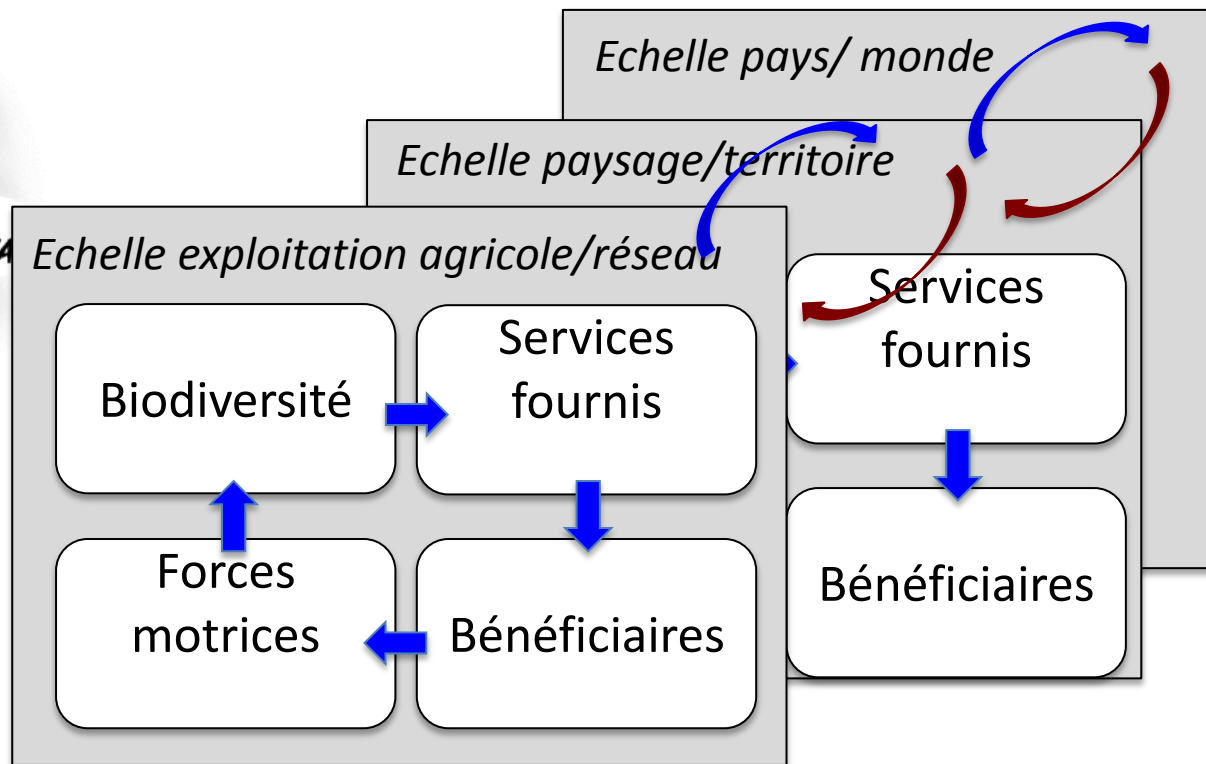 Echelle pays/ monde
Echelle paysage/territoire
Echelle exploitation agricole/réseau
Biodiversité
Services
fournis
Forces
motrices
Bénéficiaires
Services
fournis
Bénéficiaires